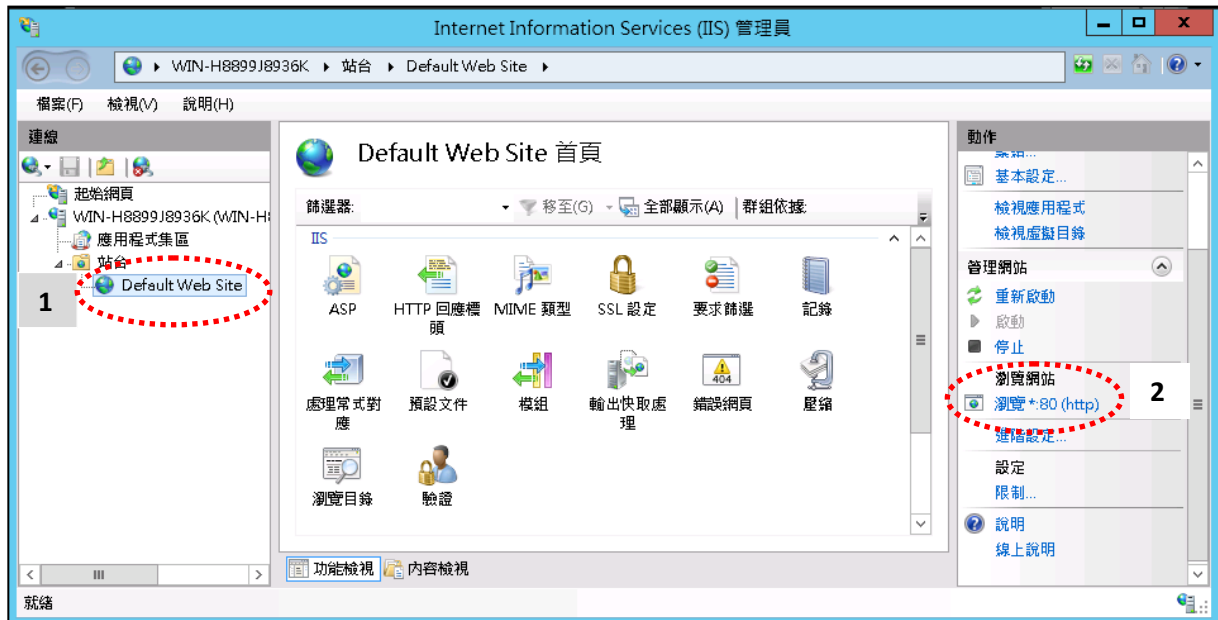 Internet Information Services (IIS) 管理員
WIN-H8899J8936K ▸ 站台 ▸ Default Web Site ▸
檔案(F) 檢視(V) 說明(H)
連線
起始網頁
WIN-H8899J8936K (WIN-H
應用程式集區
站台
Default Web Site
1
Default Web Site 首頁
篩選器: 移至(G) 全部顯示(A) 群組依據:
IIS
ASP
HTTP 回應標頭
MIME 類型
SSL 設定
要求篩選
記錄
處理常式對應
預設文件
模組
輸出快取處理
404
錯誤網頁
壓縮
瀏覽目錄
驗證
功能檢視 內容檢視
動作
基本設定...
檢視應用程式
檢視虛擬目錄
管理網站
重新啟動
啟動
停止
瀏覽網站
瀏覽 *:80 (http)
2
進階設定...
設定
限制...
說明
線上說明
就緒